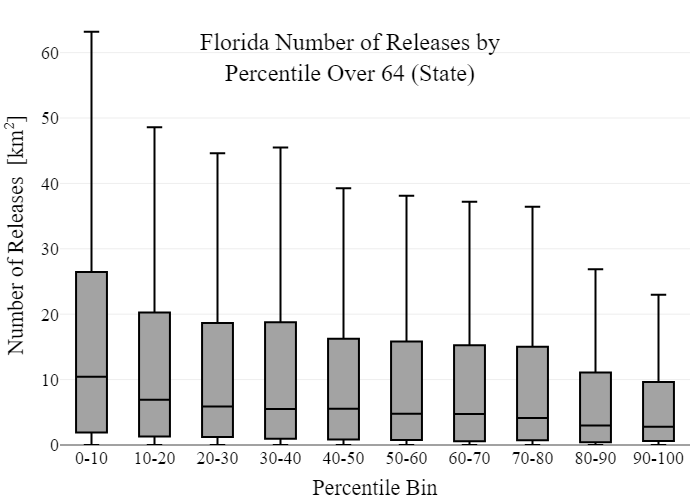 Florida Number of Releases by
Percentile Over 64 (State)
Number of Releases [km²]
60
50
40
30
20
10
0
0-10 10-20 20-30 30-40 40-50 50-60 60-70 70-80 80-90 90-100
Percentile Bin